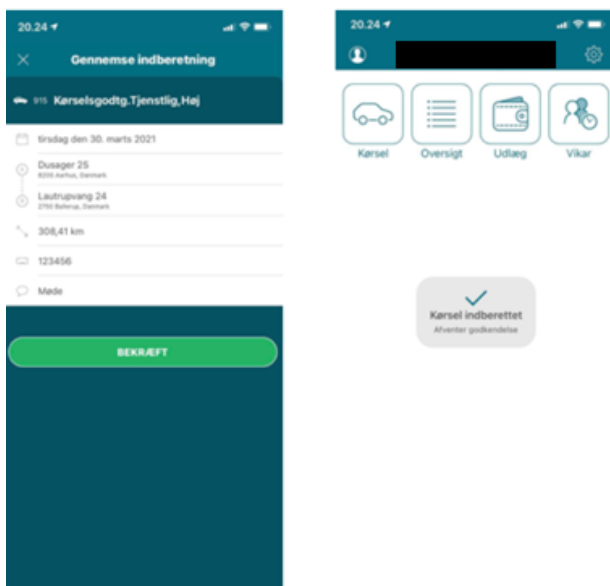 20.24
Gennemse indberetning
915 Kørselsgodtg.Tjenstlig,Høj
tirsdag den 30. marts 2021
Dusager 25
8200 Aarhus, Danmark
Lautrupvang 24
2750 Ballerup, Danmark
308,41 km
123456
Møde
BEKRÆFT
20.24
Kørsel
Oversigt
Udlæg
Vikar
Kørsel indberettet
Afventer godkendelse